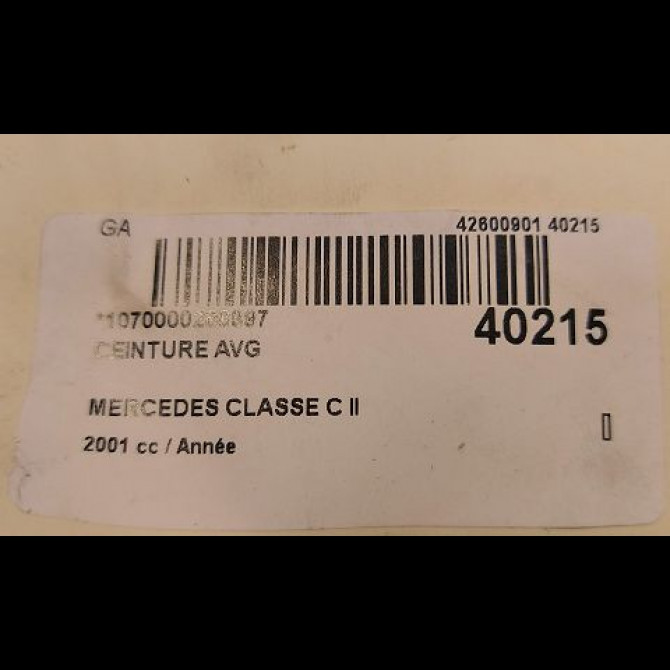 GA 42600901 40215
40215
CEINTURE AVG
MERCEDES CLASSE C II
2001 cc / Année